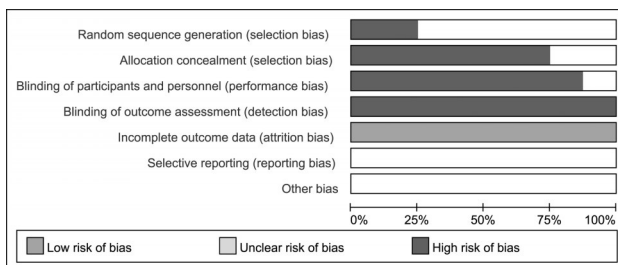 Random sequence generation (selection bias)
Allocation concealment (selection bias)
Blinding of participants and personnel (performance bias)
Blinding of outcome assessment (detection bias)
Incomplete outcome data (attrition bias)
Selective reporting (reporting bias)
Other bias
0% 25% 50% 75% 100%
Low risk of bias Unclear risk of bias High risk of bias